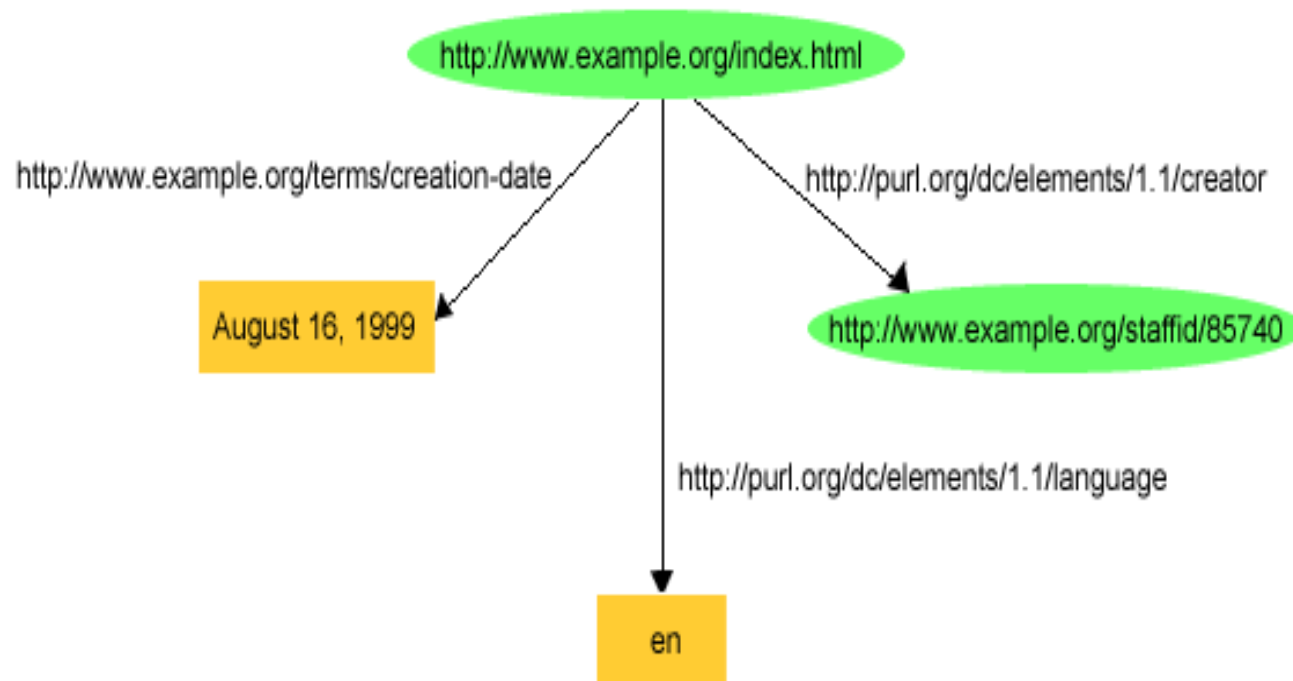 http://www.example.org/index.html
http://www.example.org/terms/creation-date
http://purl.org/dc/elements/1.1/creator
August 16, 1999
http://www.example.org/staffid/85740
http://purl.org/dc/elements/1.1/language
en